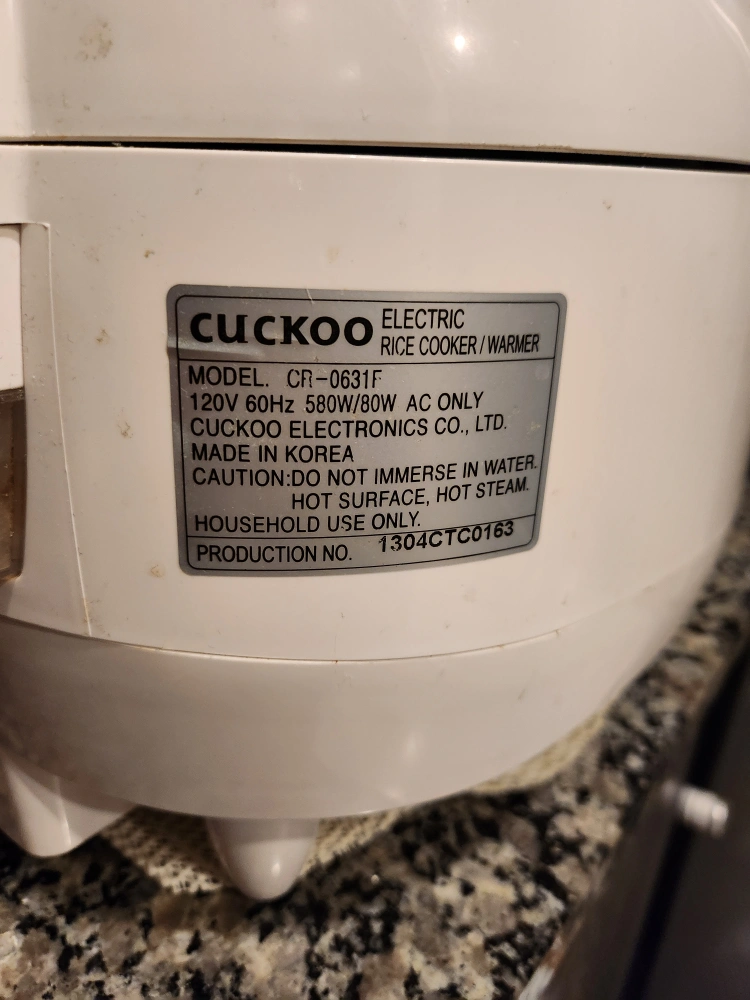 CUCKOO ELECTRIC RICE COOKER / WARMER
MODEL. CR-0631F
120V 60Hz 580W/80W AC ONLY
CUCKOO ELECTRONICS CO., LTD.
MADE IN KOREA
CAUTION:DO NOT IMMERSE IN WATER.
HOT SURFACE, HOT STEAM.
HOUSEHOLD USE ONLY.
PRODUCTION NO. 1304CTC0163